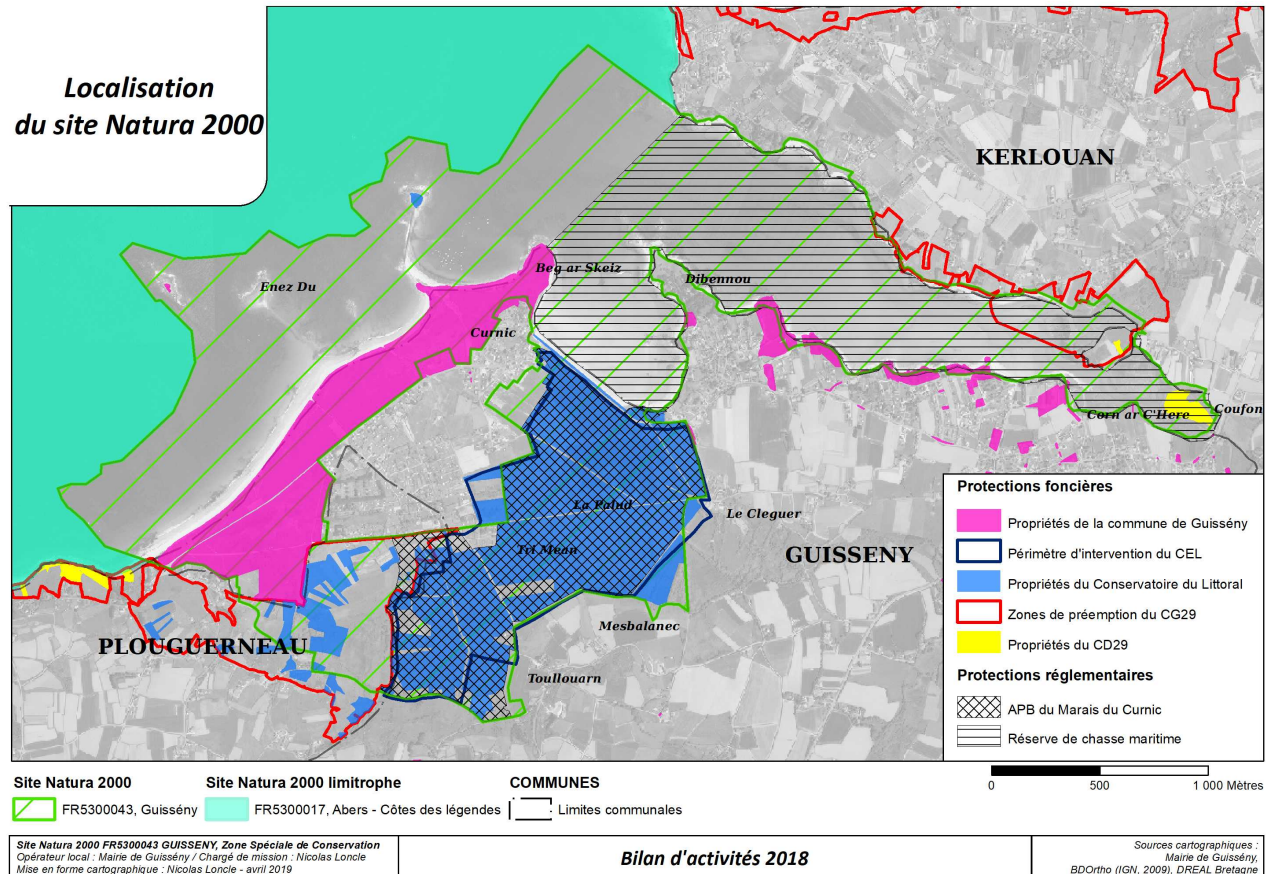 Localisation
du site Natura 2000
KERLOUAN
Beg ar Skeiz
Dibennou
Enez Du
Curnic
Corn ar C'Here
Coufon
La Palud
Le Cleguer
Tri Mean
GUISSENY
Mesbalanec
PLOUGUERNEAU
Toullouarn
Protections foncières
Propriétés de la commune de Guissény
Périmètre d'intervention du CEL
Propriétés du Conservatoire du Littoral
Zones de préemption du CG29
Propriétés du CD29
Protections réglementaires
APB du Marais du Curnic
Réserve de chasse maritime
Site Natura 2000
FR5300043, Guissény
Site Natura 2000 limitrophe
FR5300017, Abers - Côtes des légendes
COMMUNES
Limites communales
0 500 1 000 Mètres
Site Natura 2000 FR5300043 GUISSENY, Zone Spéciale de Conservation
Opérateur local : Mairie de Guissény / Chargé de mission : Nicolas Loncle
Mise en forme cartographique : Nicolas Loncle - avril 2019
Bilan d'activités 2018
Sources cartographiques :
Mairie de Guissény,
BDOrtho (IGN, 2009), DREAL Bretagne